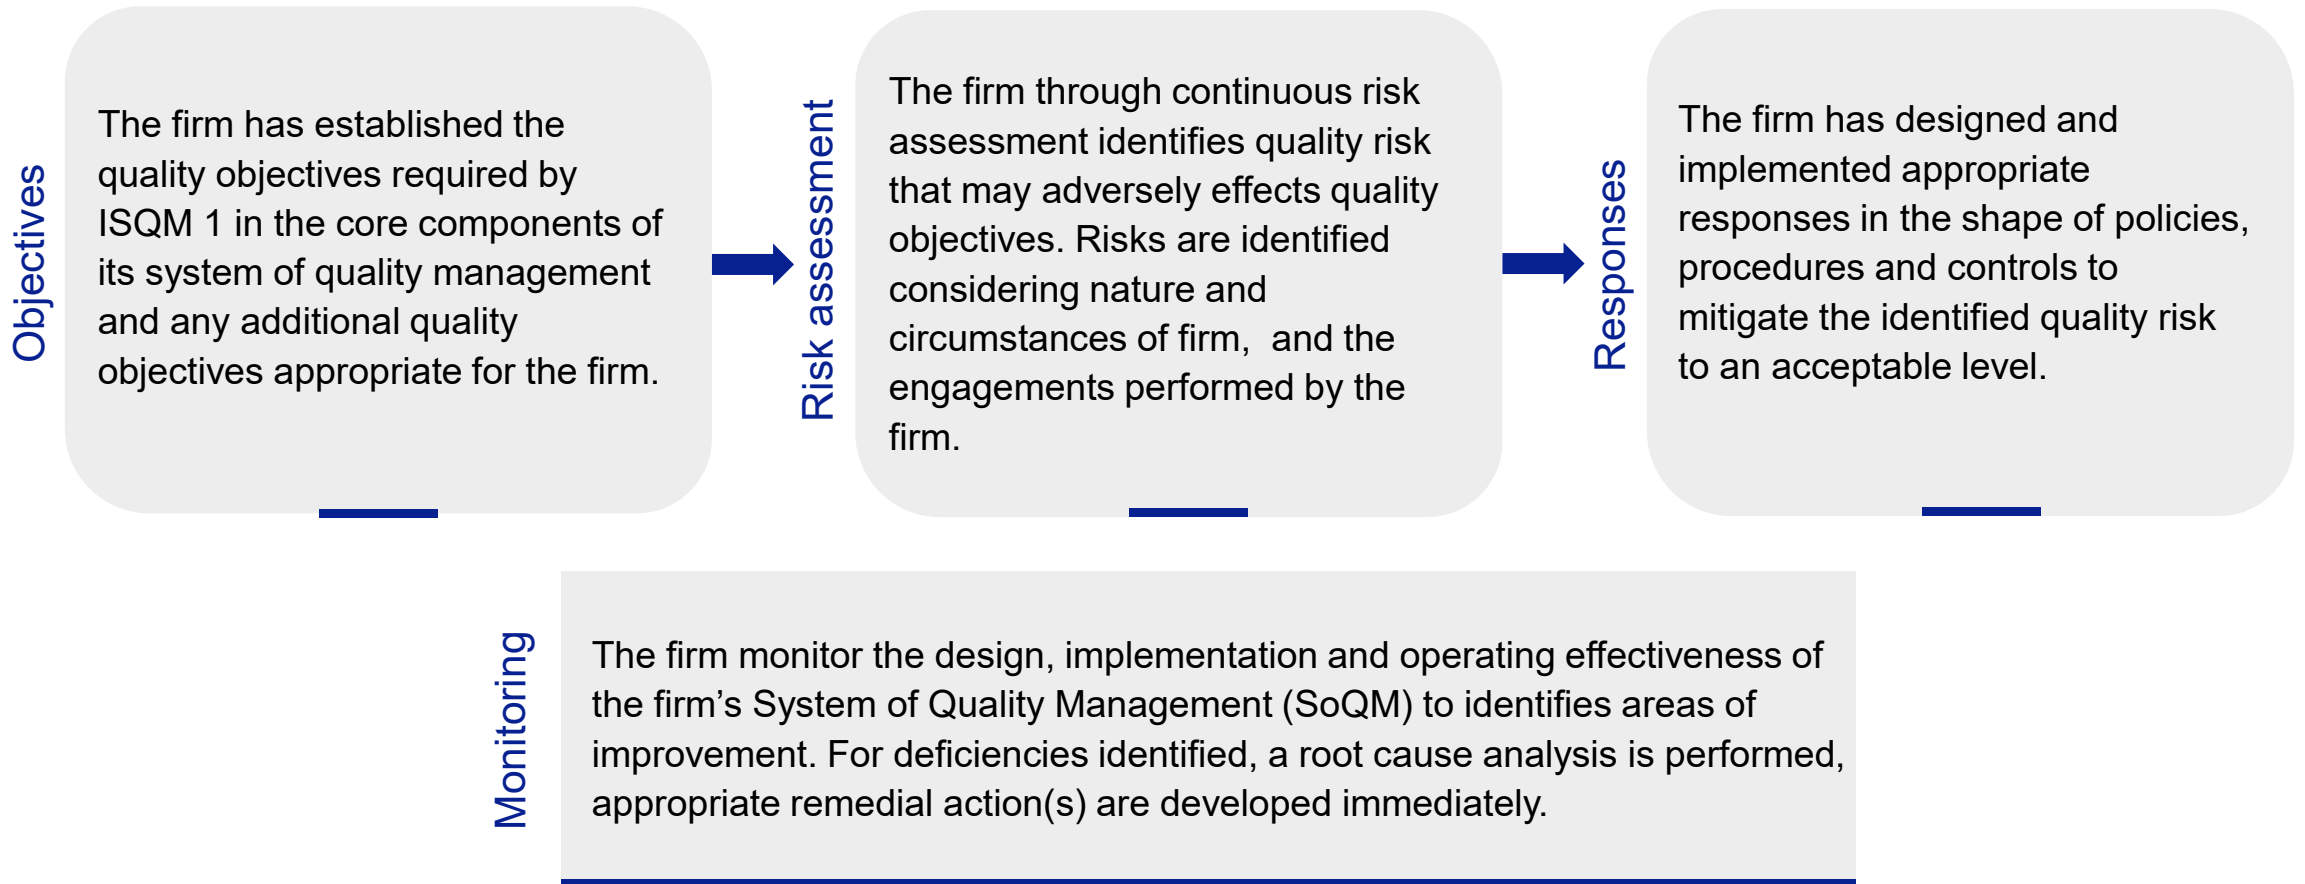 Objectives
The firm has established the
quality objectives required by
ISQM 1 in the core components of
its system of quality management
and any additional quality
objectives appropriate for the firm.
Risk assessment
The firm through continuous risk
assessment identifies quality risk
that may adversely effects quality
objectives. Risks are identified
considering nature and
circumstances of firm,  and the
engagements performed by the
firm.
Responses
The firm has designed and
implemented appropriate
responses in the shape of policies,
procedures and controls to
mitigate the identified quality risk
to an acceptable level.
Monitoring
The firm monitor the design, implementation and operating effectiveness of
the firm’s System of Quality Management (SoQM) to identifies areas of
improvement. For deficiencies identified, a root cause analysis is performed,
appropriate remedial action(s) are developed immediately.